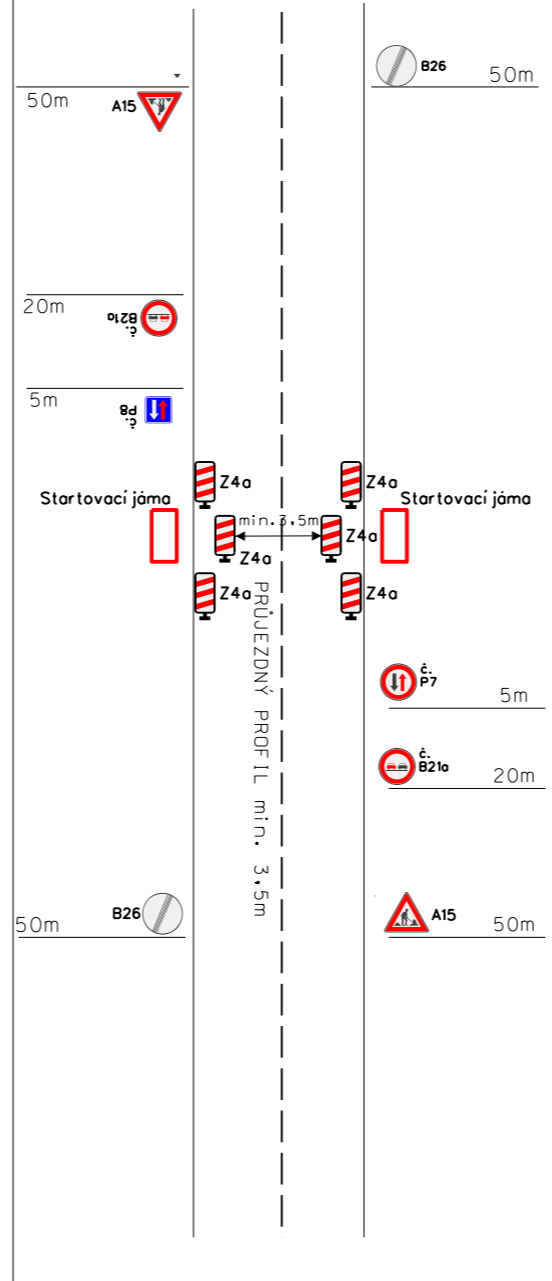 B26
50m
50m
A15
20m
č.
B21a
5m
č.
P8
Z4a
Z4a
Startovací jáma
Startovací jáma
min.3,5m
Z4a
Z4a
Z4a
Z4a
PRŮJEZDNÝ PROFIL min. 3,5m
č.
P7
5m
č.
B21a
20m
B26
50m
A15
50m